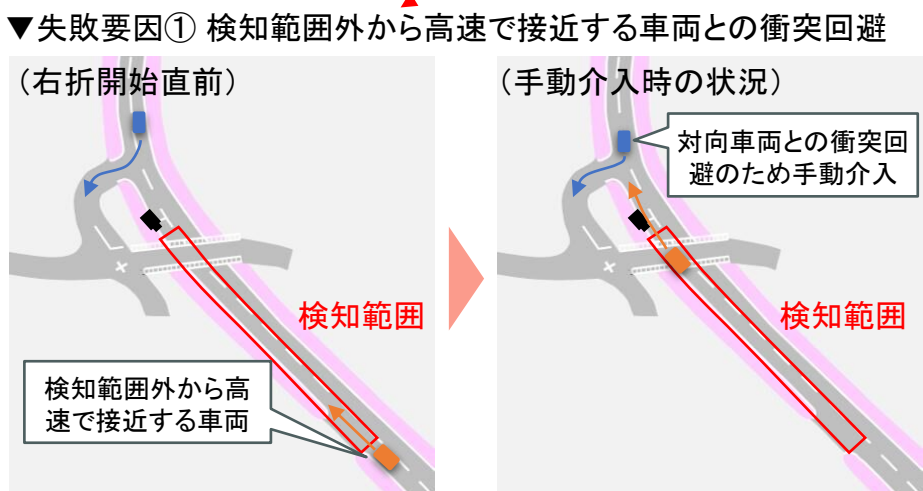 ▼失敗要因① 検知範囲外から高速で接近する車両との衝突回避
（右折開始直前）
検知範囲
検知範囲外から高
速で接近する車両
（手動介入時の状況）
対向車両との衝突回
避のため手動介入
検知範囲